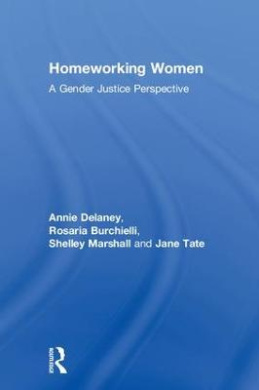 Homeworking Women
A Gender Justice Perspective
Annie Delaney,
Rosaria Burchielli,
Shelley Marshall and Jane Tate
Routledge